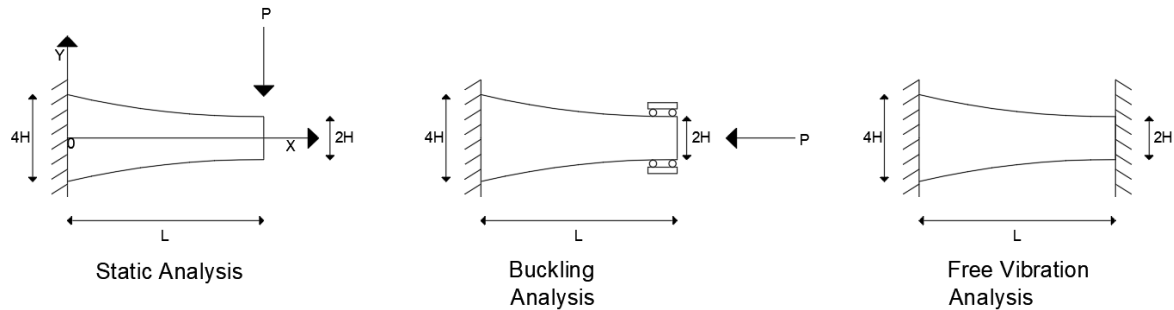 P
Y
4H
0
X
2H
L
Static Analysis
4H
2H
P
L
Buckling
Analysis
4H
2H
L
Free Vibration
Analysis